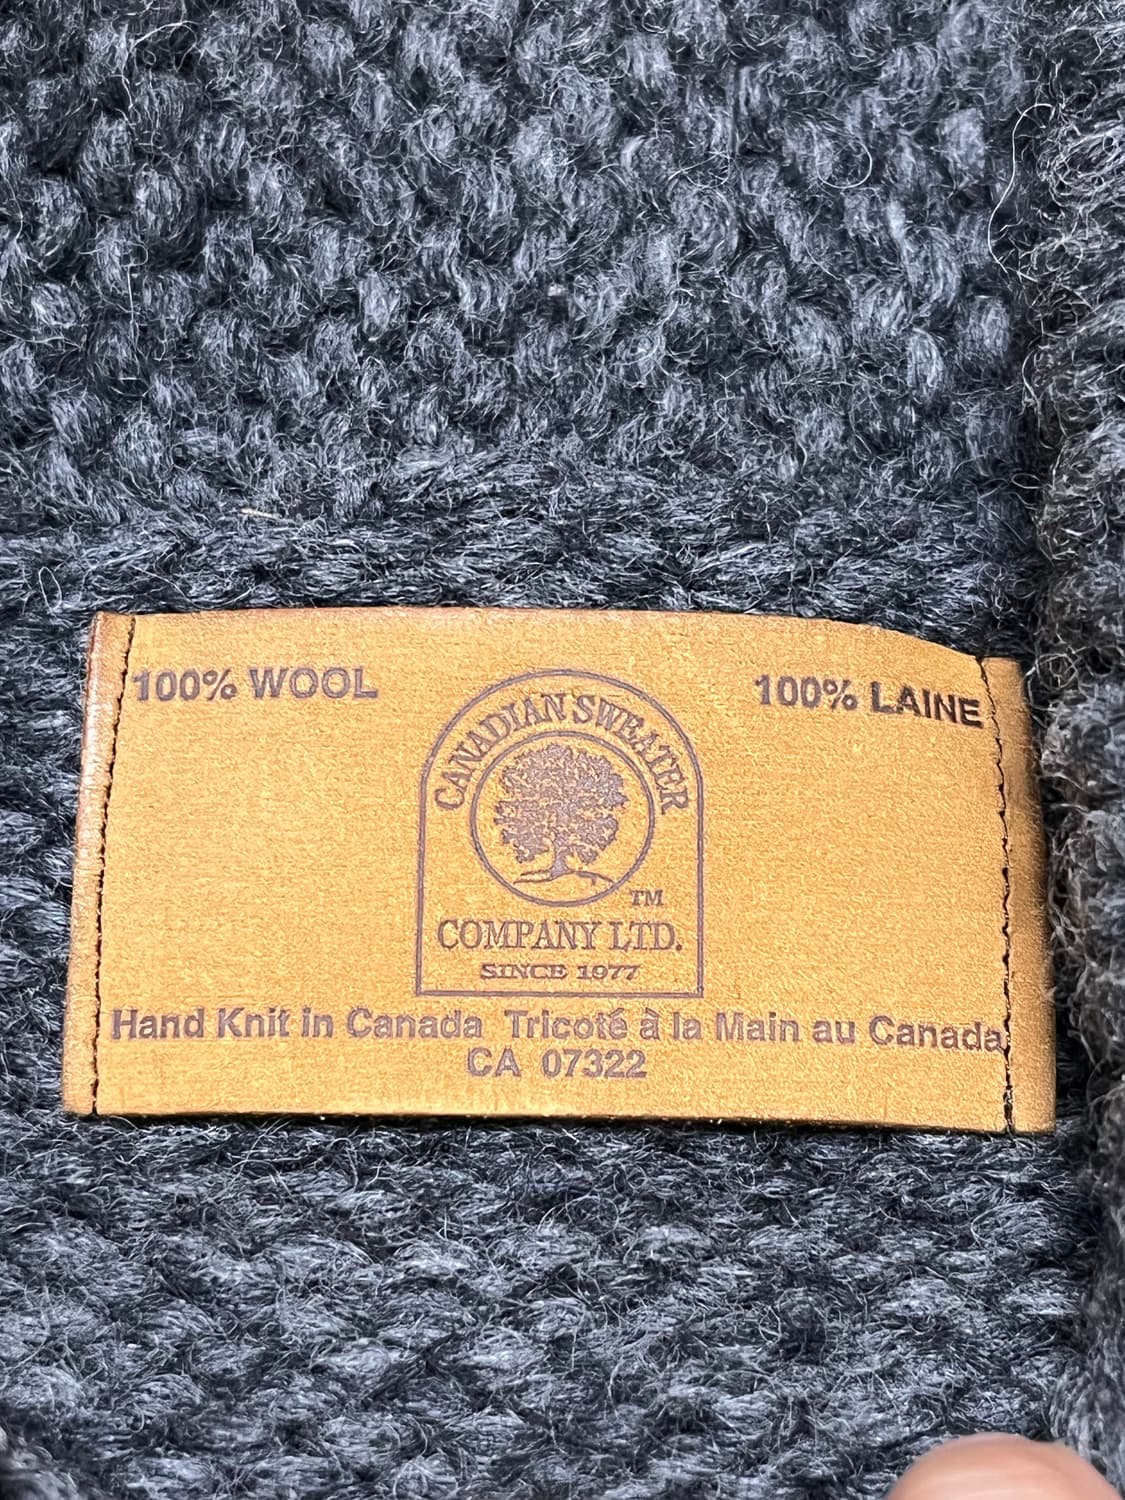 100% WOOL
100% LAINE
CANADIAN SWEATER
TM
COMPANY LTD.
SINCE 1977
Hand Knit in Canada Tricoté à la Main au Canada
CA 07322